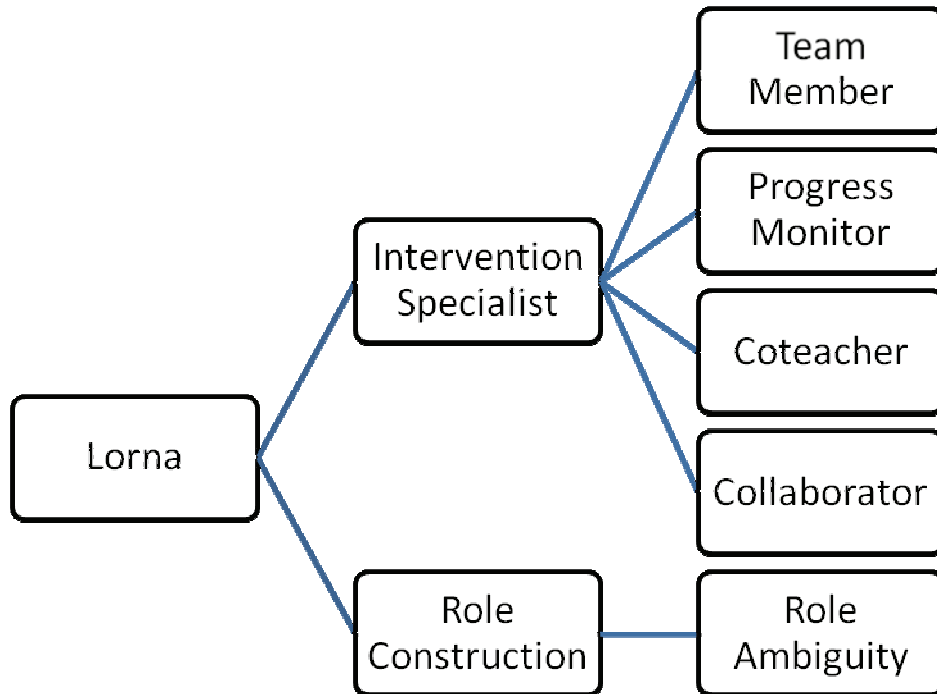 Team
Member
Progress
Monitor
Intervention
Specialist
Coteacher
Lorna
Collaborator
Role
Construction
Role
Ambiguity